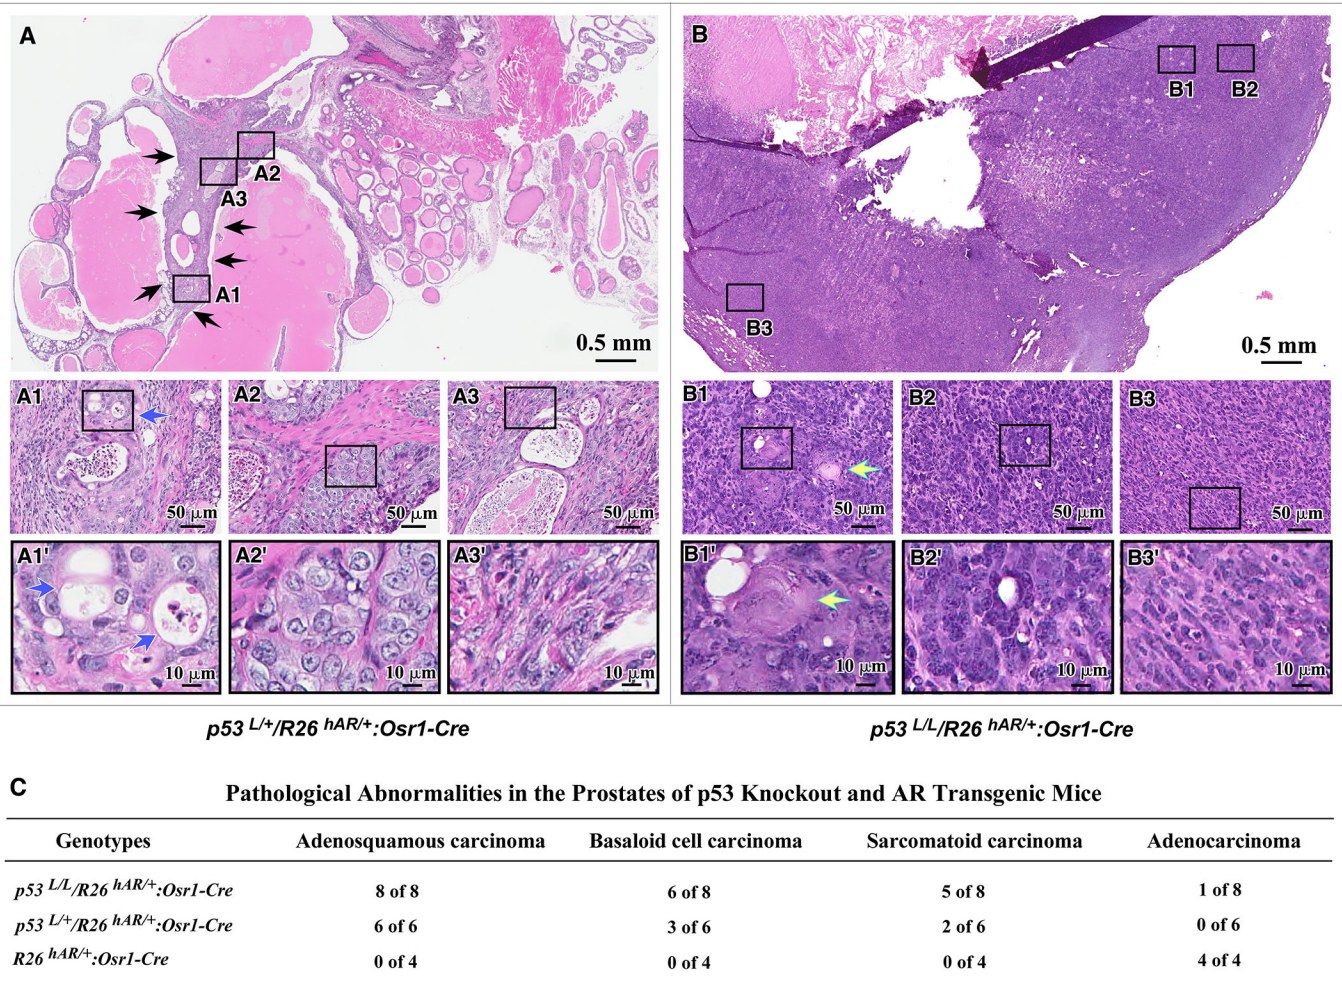 A
A2
A3
A1
0.5 mm
B
B1
B2
B3
0.5 mm
A1
50 μm
A2
50 μm
A3
50 μm
B1
50 μm
B2
50 μm
B3
50 μm
A1'
10 μm
A2'
10 μm
A3'
10 μm
B1'
10 μm
B2'
10 μm
B3'
10 μm
p53 L/+/R26 hAR/+:Osr1-Cre
p53 L/L/R26 hAR/+:Osr1-Cre
C
Pathological Abnormalities in the Prostates of p53 Knockout and AR Transgenic Mice
Genotypes Adenosquamous carcinoma Basaloid cell carcinoma Sarcomatoid carcinoma Adenocarcinoma
p53 L/L/R26 hAR/+:Osr1-Cre 8 of 8 6 of 8 5 of 8 1 of 8
p53 L/+/R26 hAR/+:Osr1-Cre 6 of 6 3 of 6 2 of 6 0 of 6
R26 hAR/+:Osr1-Cre 0 of 4 0 of 4 0 of 4 4 of 4